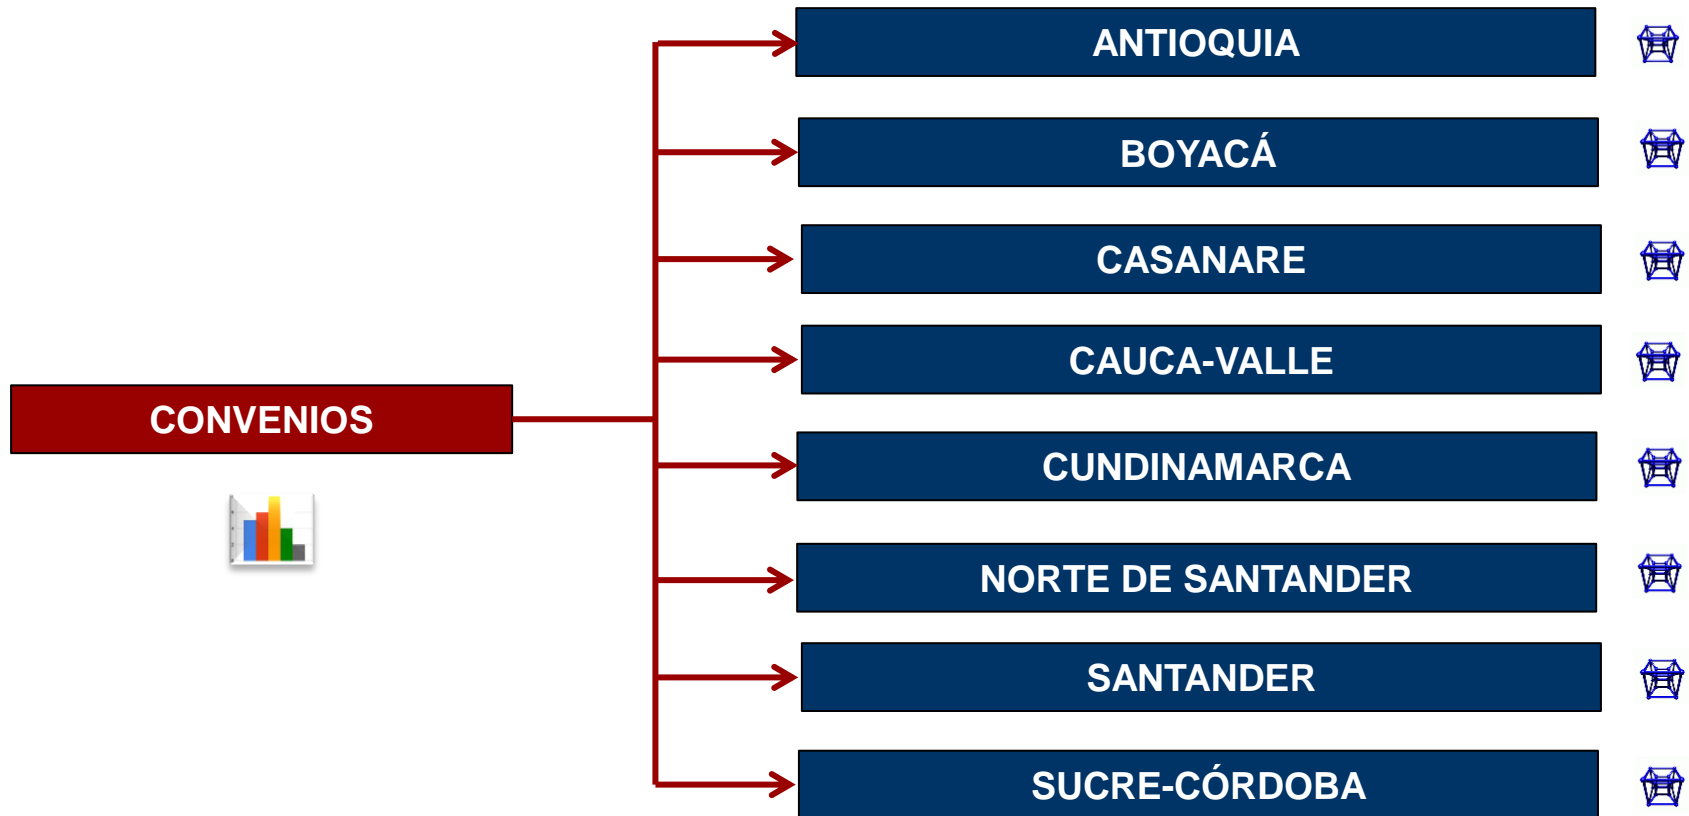 ANTIOQUIA
BOYACÁ
CASANARE
CAUCA-VALLE
CONVENIOS
CUNDINAMARCA
NORTE DE SANTANDER
SANTANDER
SUCRE-CÓRDOBA